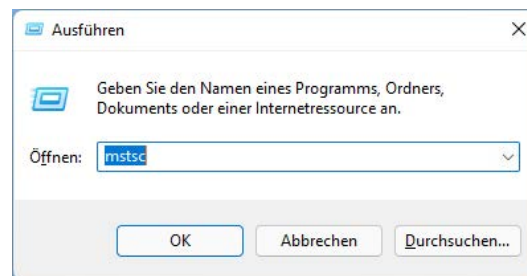 Ausführen
Geben Sie den Namen eines Programms, Ordners,
Dokuments oder einer Internetressource an.
Öffnen: mstsc
OK Abbrechen Durchsuchen...